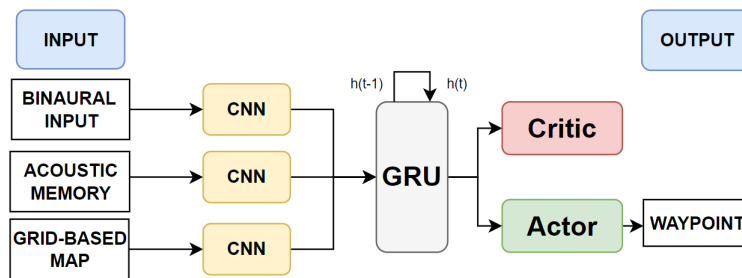 INPUT
OUTPUT
BINAURAL
INPUT
CNN
h(t-1)
h(t)
Critic
ACOUSTIC
MEMORY
CNN
GRU
GRID-BASED
MAP
CNN
Actor
WAYPOINT